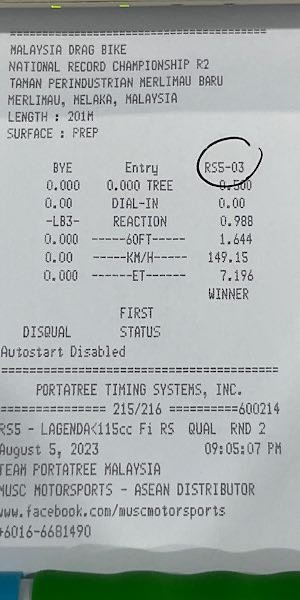 ===================================
MALAYSIA DRAG BIKE
NATIONAL RECORD CHAMPIONSHIP R2
TAMAN PERINDUSTRIAN MERLIMAU BARU
MERLIMAU, MELAKA, MALAYSIA
LENGTH : 201M
SURFACE : PREP
BYE Entry RS5-03
0.000 0.000 TREE 0.500
0.00 DIAL-IN 0.00
-LB3- REACTION 0.988
0.000 ------60FT------ 1.644
0.00 ------KM/H------ 149.15
0.000 -------ET------- 7.196
WINNER
FIRST
DISQUAL STATUS
Autostart Disabled
========================================
PORTATREE TIMING SYSTEMS, INC.
=============== 215/216 ==========600214
RS5 - LAGENDA<115cc Fi RS QUAL RND 2
August 5, 2023 09:05:07 PM
TEAM PORTATREE MALAYSIA
MUSC MOTORSPORTS - ASEAN DISTRIBUTOR
www.facebook.com/muscmotorsports
+6016-6681490